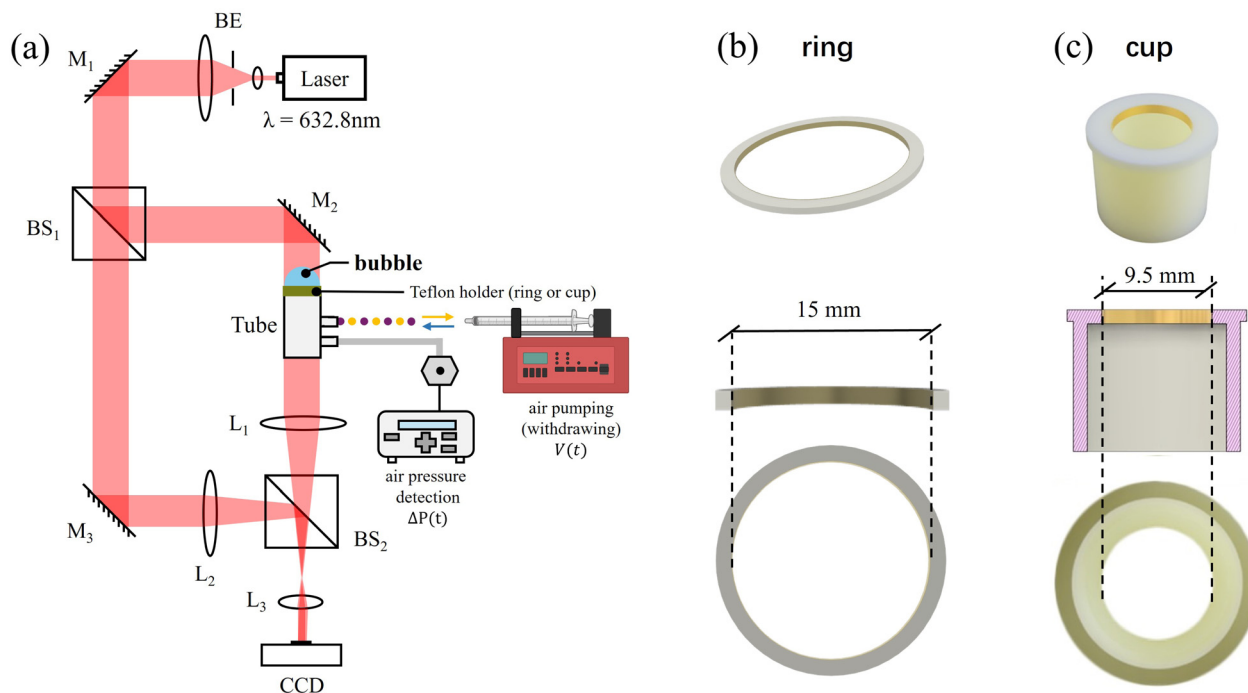 (a)
BE
M₁
Laser
λ = 632.8nm
BS₁
M₂
bubble
Teflon holder (ring or cup)
Tube
air pumping
(withdrawing)
V(t)
L₁
air pressure
detection
ΔP(t)
M₃
L₂
BS₂
L₃
CCD
(b) ring
15 mm
(c) cup
9.5 mm